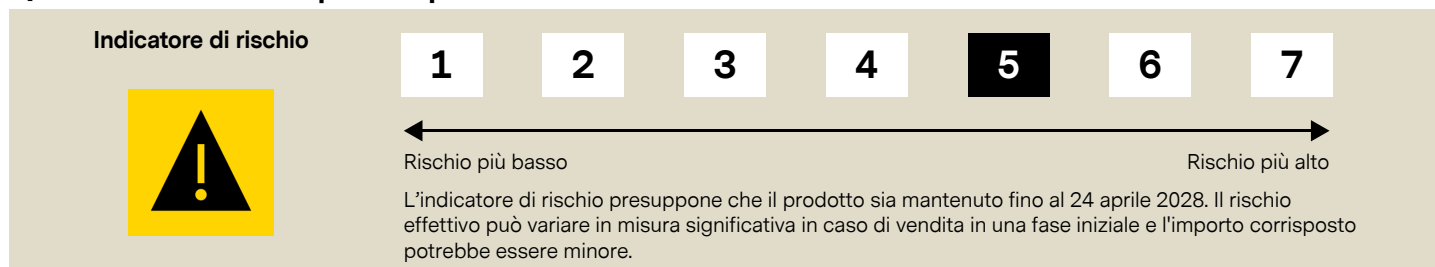 Indicatore di rischio
1 2 3 4 5 6 7
Rischio più basso Rischio più alto
L'indicatore di rischio presuppone che il prodotto sia mantenuto fino al 24 aprile 2028. Il rischio
effettivo può variare in misura significativa in caso di vendita in una fase iniziale e l'importo corrisposto
potrebbe essere minore.